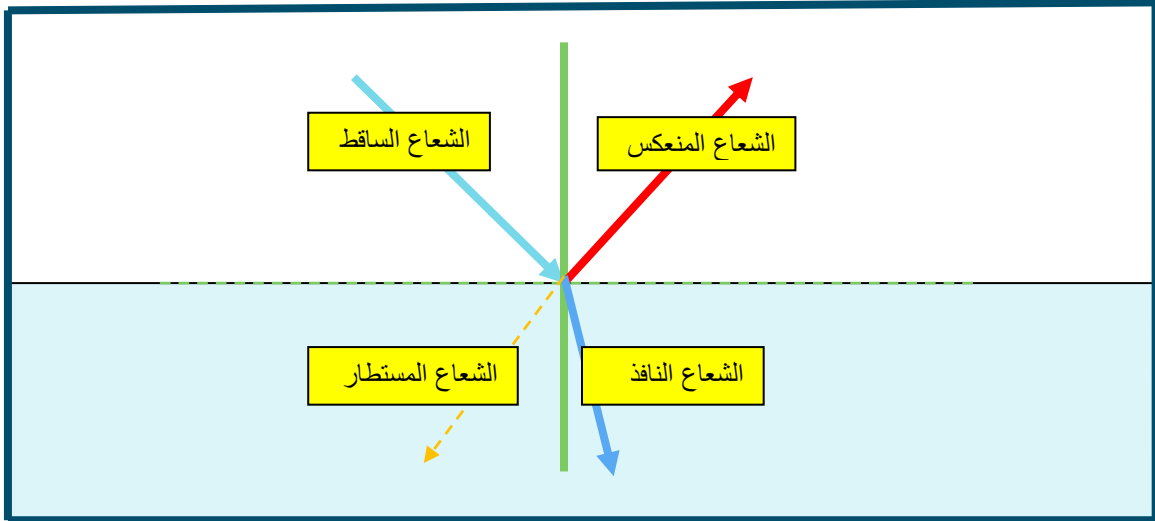 الشعاع المنعكس
الشعاع الساقط
الشعاع النافذ
الشعاع المستطار